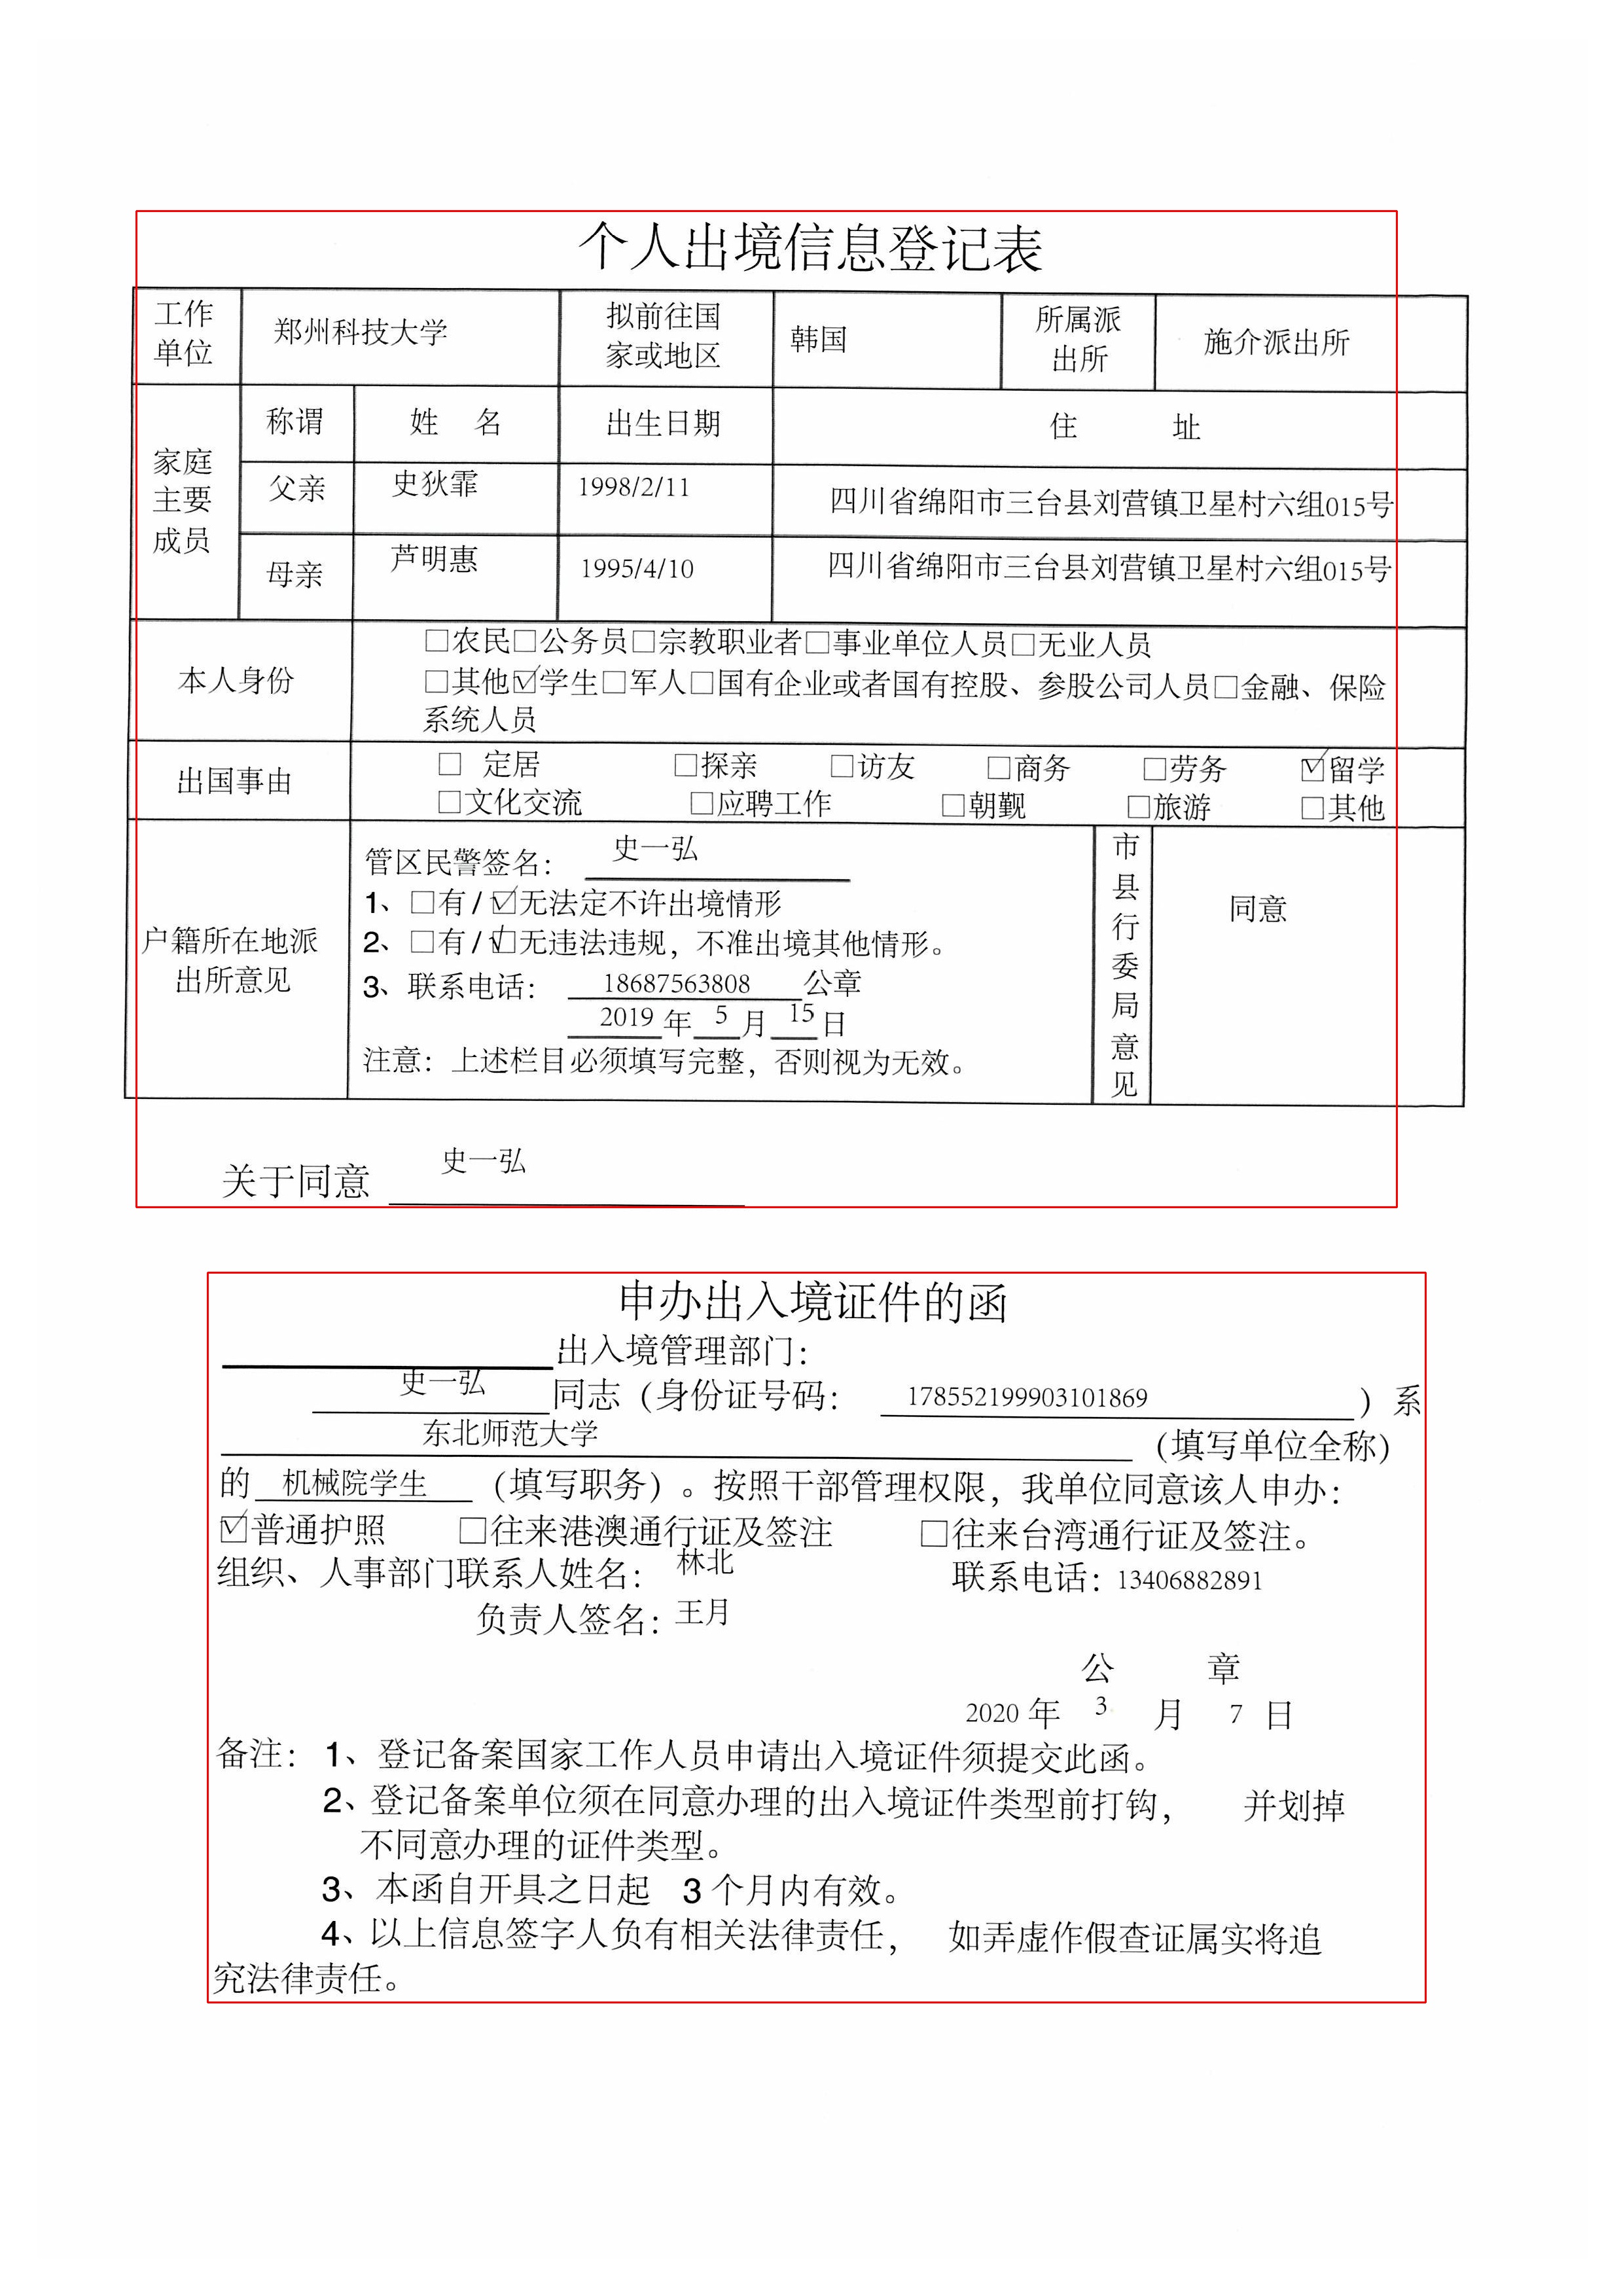 个人出境信息登记表
工作单位 郑州科技大学 拟前往国家或地区 韩国 所属派出所 施介派出所
家庭主要成员 称谓 姓 名 出生日期 住 址
父亲 史狄霏 1998/2/11 四川省绵阳市三台县刘营镇卫星村六组015号
母亲 芦明惠 1995/4/10 四川省绵阳市三台县刘营镇卫星村六组015号
本人身份 □农民□公务员□宗教职业者□事业单位人员□无业人员
□其他☑学生□军人□国有企业或者国有控股、参股公司人员□金融、保险
系统人员
出国事由 □ 定居 □探亲 □访友 □商务 □劳务 ☑留学
□文化交流 □应聘工作 □朝觐 □旅游 □其他
户籍所在地派出所意见
管区民警签名： 史一弘
1、□有/☑无法定不许出境情形
2、□有/☑无违法违规，不准出境其他情形。
3、联系电话： 18687563808 公章
2019 年 5 月 15 日
注意：上述栏目必须填写完整，否则视为无效。
市县行委局意见 同意
关于同意 史一弘
申办出入境证件的函
出入境管理部门：
史一弘 同志（身份证号码： 178552199903101869 ）系
东北师范大学 （填写单位全称）
的 机械院学生 （填写职务）。按照干部管理权限，我单位同意该人申办：
☑普通护照 □往来港澳通行证及签注 □往来台湾通行证及签注。
组织、人事部门联系人姓名： 林北 联系电话：13406882891
负责人签名：王月
公 章
2020 年 3 月 7 日
备注： 1、登记备案国家工作人员申请出入境证件须提交此函。
2、登记备案单位须在同意办理的出入境证件类型前打钩， 并划掉
不同意办理的证件类型。
3、本函自开具之日起 3 个月内有效。
4、以上信息签字人负有相关法律责任， 如弄虚作假查证属实将追
究法律责任。